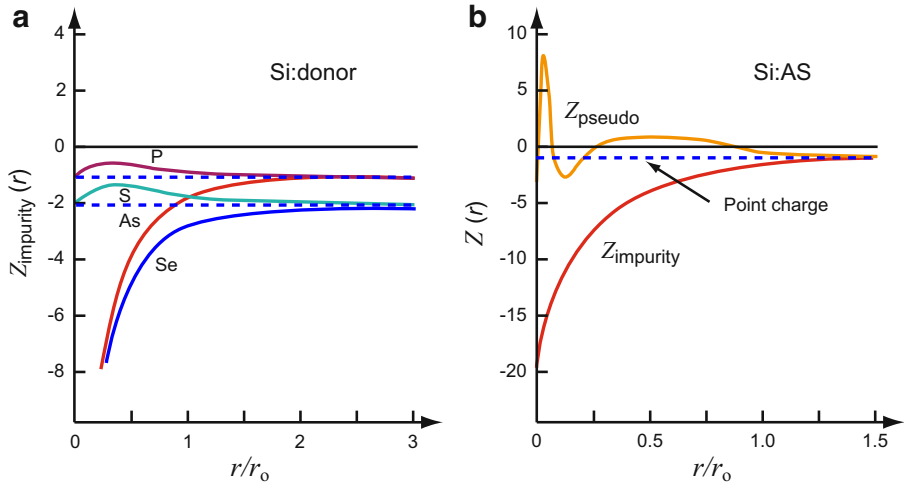 a
Si:donor
4
2
0
-2
-4
-6
-8
Zimpurity (r)
P
S
As
Se
0
1
2
3
r/ro
b
Si:AS
10
5
0
-5
-10
-15
-20
Z (r)
Zpseudo
Point charge
Zimpurity
0
0.5
1.0
1.5
r/ro